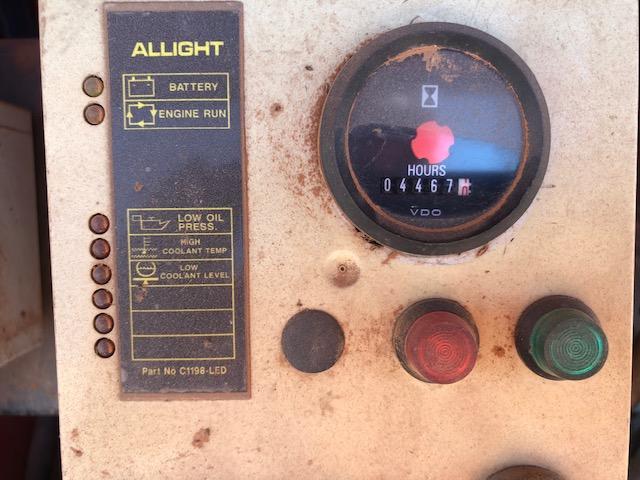 ALLIGHT
BATTERY
ENGINE RUN
LOW OIL
PRESS.
HIGH
COOLANT TEMP
LOW
COOLANT LEVEL
Part No C1198-LED
HOURS
04467
VDO